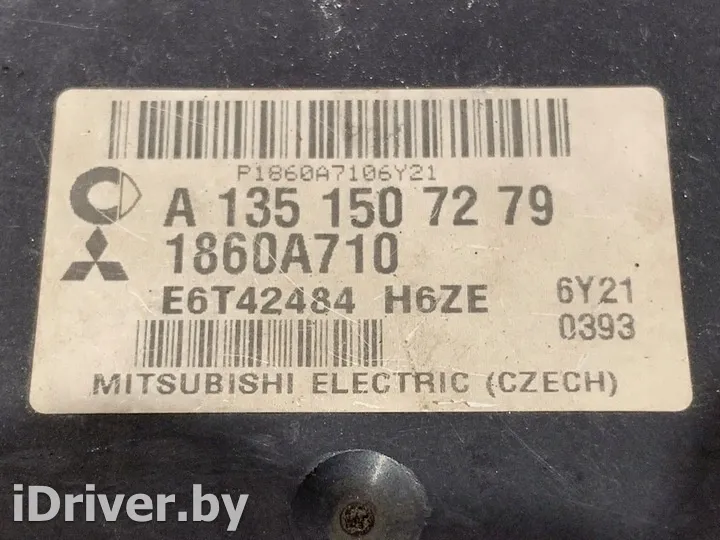 P1860A7106Y21
A 135 150 72 79
1860A710
E6T42484 H6ZE 6Y21
0393
MITSUBISHI ELECTRIC (CZECH)
iDriver.by